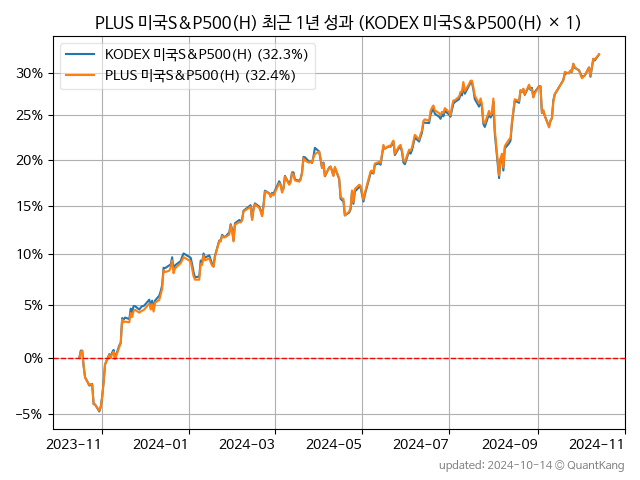 PLUS 미국S&P500(H) 최근 1년 성과 (KODEX 미국S&P500(H) × 1)
KODEX 미국S&P500(H) (32.3%)
PLUS 미국S&P500(H) (32.4%)
30%
25%
20%
15%
10%
5%
0%
−5%
2023-11 2024-01 2024-03 2024-05 2024-07 2024-09 2024-11
updated: 2024-10-14 © QuantKang